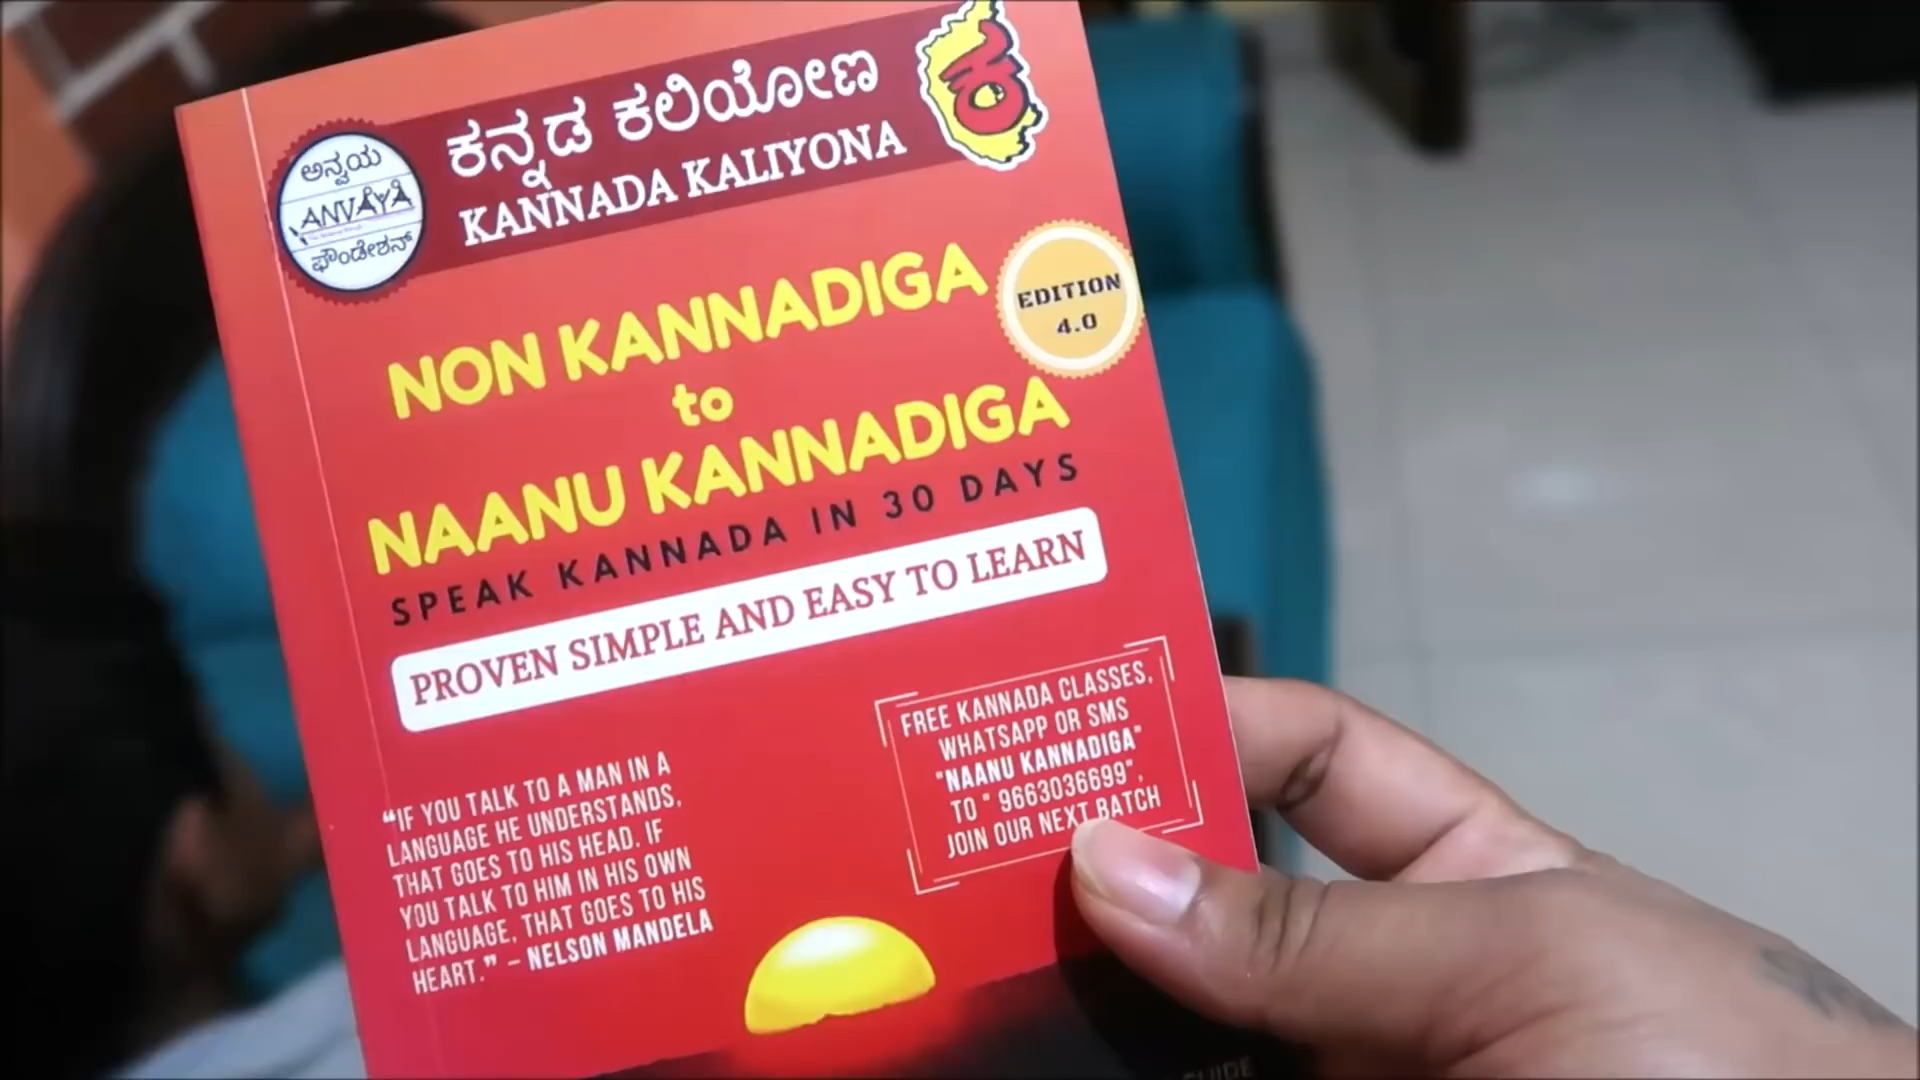 ಕನ್ನಡ ಕಲಿಯೋಣ
KANNADA KALIYONA
ಅನ್ವಯ
ANVAYA
ಫೌಂಡೇಶನ್
ಕ
NON KANNADIGA
to
NAANU KANNADIGA
EDITION
4.0
SPEAK KANNADA IN 30 DAYS
PROVEN SIMPLE AND EASY TO LEARN
FREE KANNADA CLASSES,
WHATSAPP OR SMS
"NAANU KANNADIGA"
TO " 9663036699",
JOIN OUR NEXT BATCH
“IF YOU TALK TO A MAN IN A
LANGUAGE HE UNDERSTANDS,
THAT GOES TO HIS HEAD. IF
YOU TALK TO HIM IN HIS OWN
LANGUAGE, THAT GOES TO HIS
HEART.” – NELSON MANDELA
GUIDE